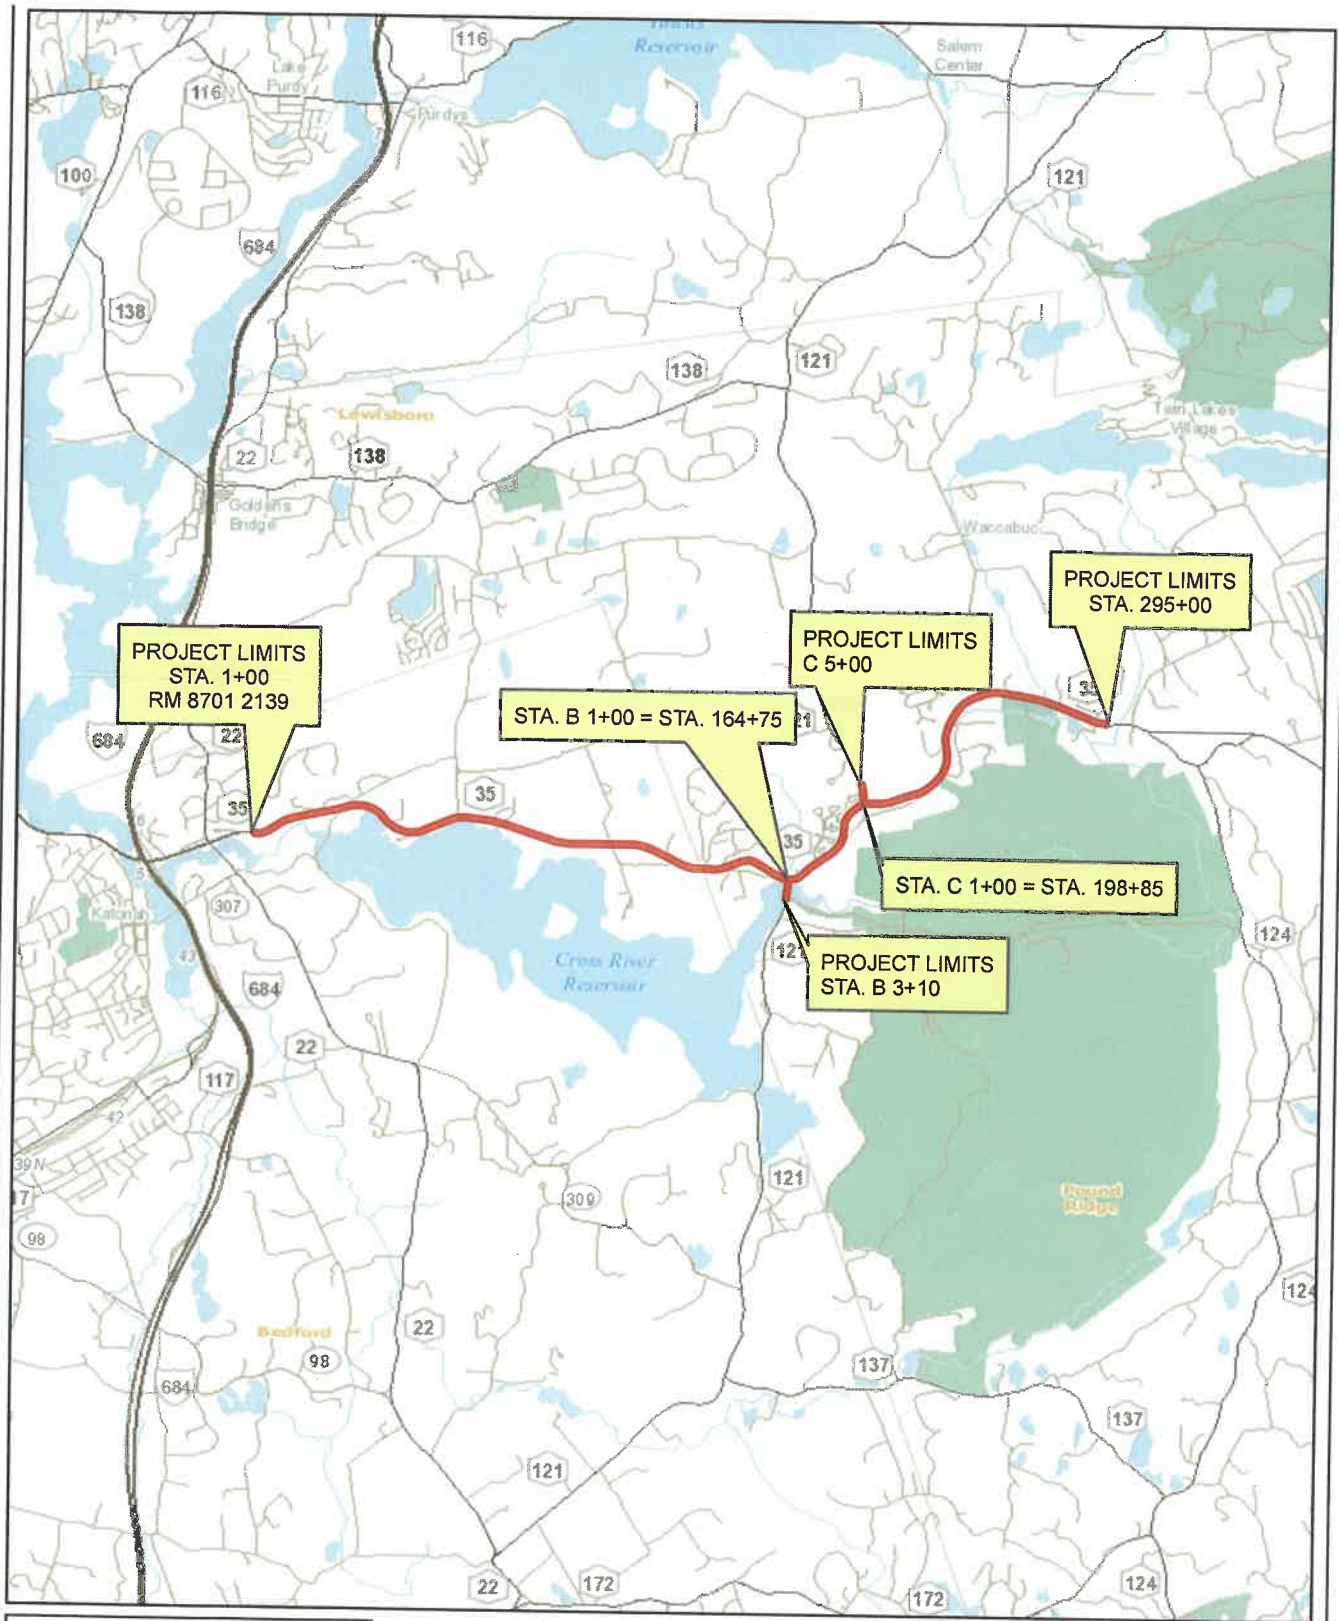 116
Reservoir
Salem
Center
Lake
Purdy
116
Purdys
100
121
684
138
121
138
Lewisboro
22
138
Twin Lakes
Village
Goldens
Bridge
Waccabuc
PROJECT LIMITS
STA. 295+00
PROJECT LIMITS
C 5+00
PROJECT LIMITS
STA. 1+00
RM 8701 2139
STA. B 1+00 = STA. 164+75
684
22
35
35
35
STA. C 1+00 = STA. 198+85
Katonah
307
43
684
Cross River
Reservoir
121
PROJECT LIMITS
STA. B 3+10
124
22
117
42
39 N
98
121
309
Pound
Ridge
124
Bedford
98
22
684
137
137
121
22
172
172
124